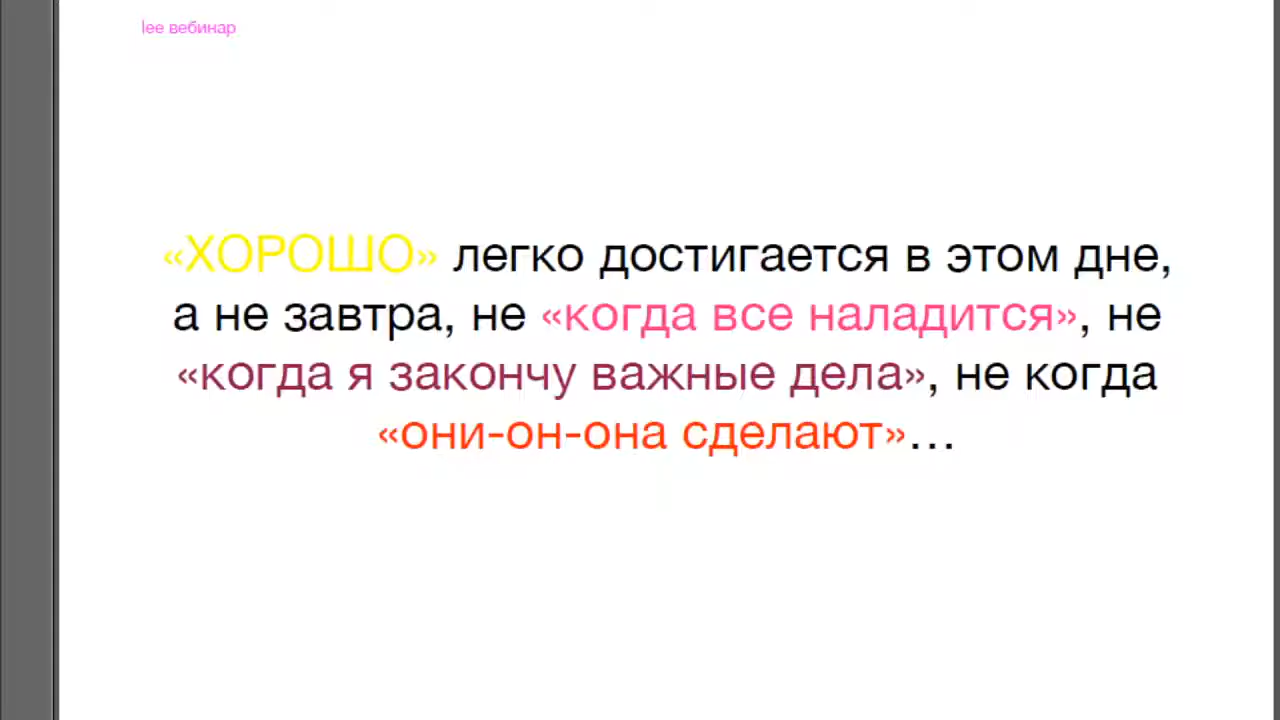 lee вебинар
«ХОРОШО» легко достигается в этом дне,
а не завтра, не «когда все наладится», не
«когда я закончу важные дела», не когда
«они-он-она сделают»…